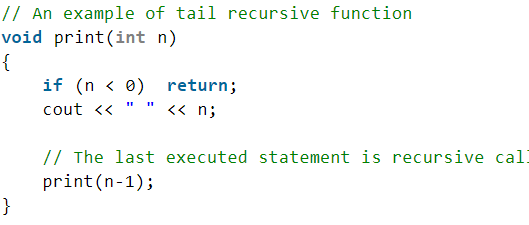 // An example of tail recursive function
void print(int n)
{
    if (n < 0)  return;
    cout << " " << n;

    // The last executed statement is recursive cal
    print(n-1);
}